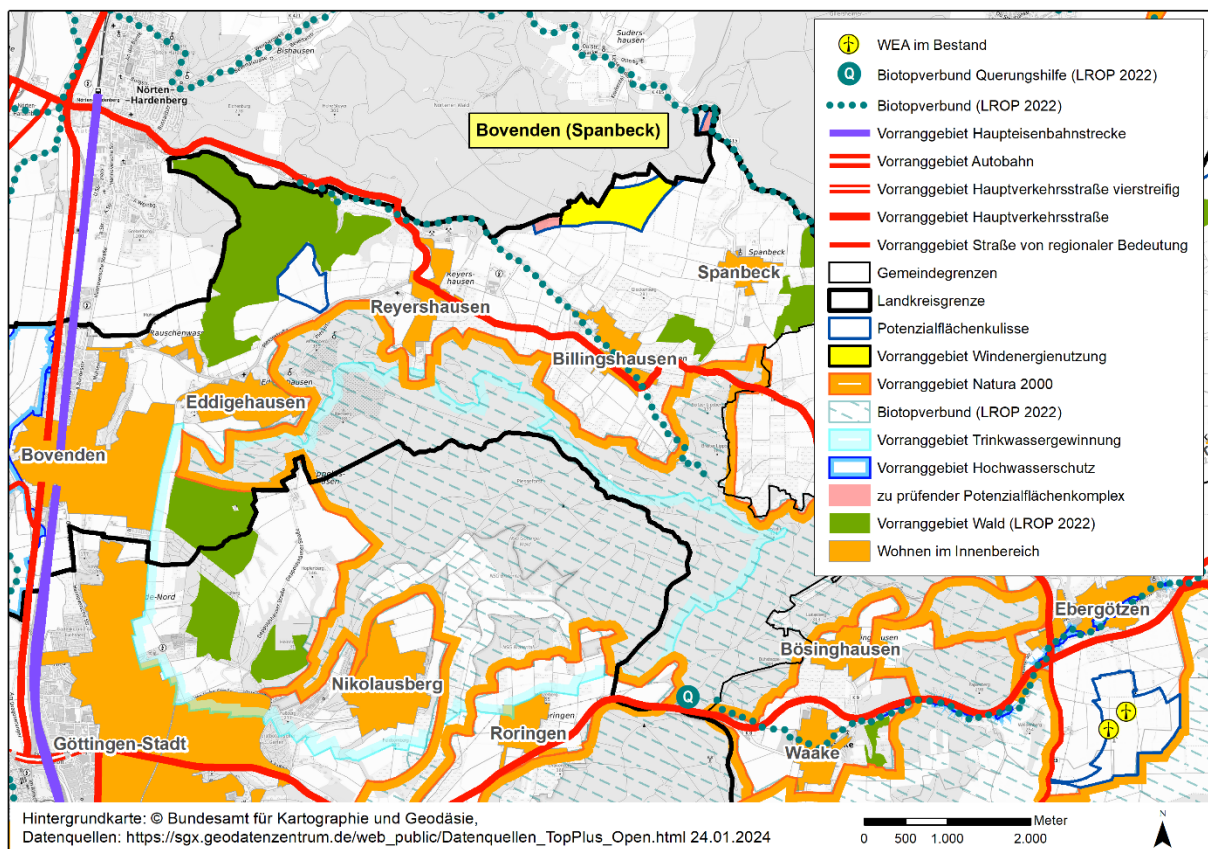 Nörten-
Hardenberg
Bishausen
Suders-
hausen
Bovenden (Spanbeck)
Spanbeck
Spanbeck
Reyershausen
Billingshausen
Eddigehausen
Bovenden
Nikolausberg
Roringen
Göttingen-Stadt
Bösinghausen
Waake
Ebergötzen
Q
WEA im Bestand
Q
Biotopverbund Querungshilfe (LROP 2022)
Biotopverbund (LROP 2022)
Vorranggebiet Haupteisenbahnstrecke
Vorranggebiet Autobahn
Vorranggebiet Hauptverkehrsstraße vierstreifig
Vorranggebiet Hauptverkehrsstraße
Vorranggebiet Straße von regionaler Bedeutung
Gemeindegrenzen
Landkreisgrenze
Potenzialflächenkulisse
Vorranggebiet Windenergienutzung
Vorranggebiet Natura 2000
Biotopverbund (LROP 2022)
Vorranggebiet Trinkwassergewinnung
Vorranggebiet Hochwasserschutz
zu prüfender Potenzialflächenkomplex
Vorranggebiet Wald (LROP 2022)
Wohnen im Innenbereich
Hintergrundkarte: © Bundesamt für Kartographie und Geodäsie,
Datenquellen: https://sgx.geodatenzentrum.de/web_public/Datenquellen_TopPlus_Open.html 24.01.2024
Meter
0 500 1.000 2.000
N